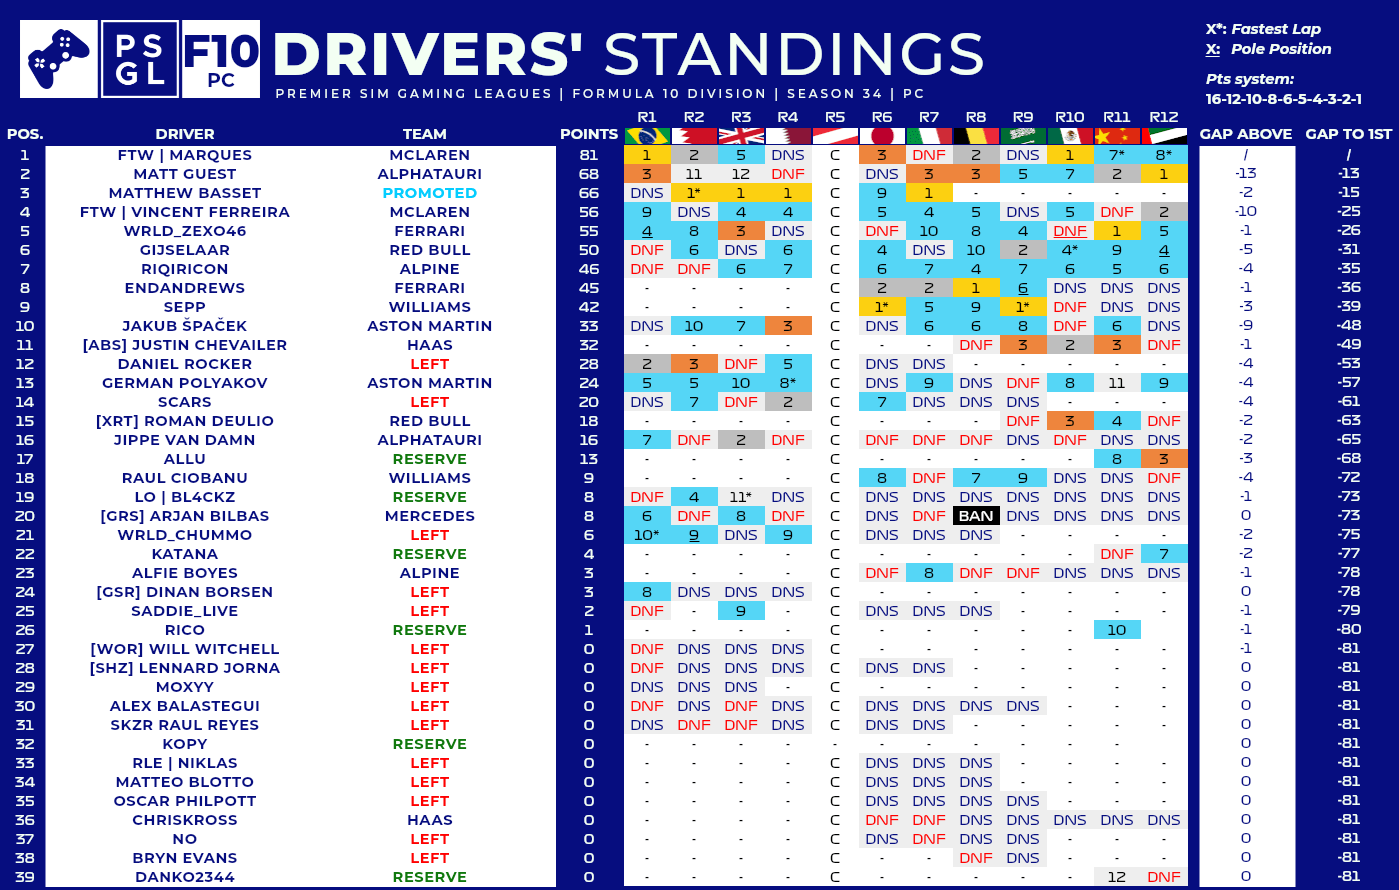 PS GL F10 PC
DRIVERS' STANDINGS
PREMIER SIM GAMING LEAGUES | FORMULA 10 DIVISION | SEASON 34 | PC
X*: Fastest Lap
X: Pole Position
Pts system:
16-12-10-8-6-5-4-3-2-1
R1 R2 R3 R4 R5 R6 R7 R8 R9 R10 R11 R12
POS. DRIVER TEAM POINTS GAP ABOVE GAP TO 1ST
1 FTW | MARQUES MCLAREN 81 1 2 5 DNS C 3 DNF 2 DNS 1 7* 8* / /
2 MATT GUEST ALPHATAURI 68 3 11 12 DNF C DNS 3 3 5 7 2 1 -13 -13
3 MATTHEW BASSET PROMOTED 66 DNS 1* 1 1 C 9 1 - - - - - -2 -15
4 FTW | VINCENT FERREIRA MCLAREN 56 9 DNS 4 4 C 5 4 5 DNS 5 DNF 2 -10 -25
5 WRLD_ZEXO46 FERRARI 55 4 8 3 DNS C DNF 10 8 4 DNF 1 5 -1 -26
6 GIJSELAAR RED BULL 50 DNF 6 DNS 6 C 4 DNS 10 2 4* 9 4 -5 -31
7 RIQIRICON ALPINE 46 DNF DNF 6 7 C 6 7 4 7 6 5 6 -4 -35
8 ENDANDREWS FERRARI 45 - - - - C 2 2 1 6 DNS DNS DNS -1 -36
9 SEPP WILLIAMS 42 - - - - C 1* 5 9 1* DNF DNS DNS -3 -39
10 JAKUB ŠPAČEK ASTON MARTIN 33 DNS 10 7 3 C DNS 6 6 8 DNF 6 DNS -9 -48
11 [ABS] JUSTIN CHEVAILER HAAS 32 - - - - C - - DNF 3 2 3 DNF -1 -49
12 DANIEL ROCKER LEFT 28 2 3 DNF 5 C DNS DNS - - - - - -4 -53
13 GERMAN POLYAKOV ASTON MARTIN 24 5 5 10 8* C DNS 9 DNS DNF 8 11 9 -4 -57
14 SCARS LEFT 20 DNS 7 DNF 2 C 7 DNS DNS DNS - - - -4 -61
15 [XRT] ROMAN DEULIO RED BULL 18 - - - - C - - - DNF 3 4 DNF -2 -63
16 JIPPE VAN DAMN ALPHATAURI 16 7 DNF 2 DNF C DNF DNF DNF DNS DNF DNS DNS -2 -65
17 ALLU RESERVE 13 - - - - C - - - - - 8 3 -3 -68
18 RAUL CIOBANU WILLIAMS 9 - - - - C 8 DNF 7 9 DNS DNS DNF -4 -72
19 LO | BL4CKZ RESERVE 8 DNF 4 11* DNS C DNS DNS DNS DNS DNS DNS DNS -1 -73
20 [GRS] ARJAN BILBAS MERCEDES 8 6 DNF 8 DNF C DNS DNF BAN DNS DNS DNS DNS 0 -73
21 WRLD_CHUMMO LEFT 6 10* 9 DNS 9 C DNS DNS DNS - - - - -2 -75
22 KATANA RESERVE 4 - - - - C - - - - - DNF 7 -2 -77
23 ALFIE BOYES ALPINE 3 - - - - C DNF 8 DNF DNF DNS DNS DNS -1 -78
24 [GSR] DINAN BORSEN LEFT 3 8 DNS DNS DNS C - - - - - - - 0 -78
25 SADDIE_LIVE LEFT 2 DNF - 9 - C DNS DNS DNS - - - - -1 -79
26 RICO RESERVE 1 - - - - C - - - - - 10 -1 -80
27 [WOR] WILL WITCHELL LEFT 0 DNF DNS DNS DNS C - - - - - - - -1 -81
28 [SHZ] LENNARD JORNA LEFT 0 DNF DNS DNS DNS C DNS DNS - - - - - 0 -81
29 MOXYY LEFT 0 DNS DNS DNS - C - - - - - - - 0 -81
30 ALEX BALASTEGUI LEFT 0 DNF DNS DNF DNS C DNS DNS DNS DNS - - - 0 -81
31 SKZR RAUL REYES LEFT 0 DNS DNF DNF DNS C DNS DNS - - - - - 0 -81
32 KOPY RESERVE 0 - - - - - - - - - - - - 0 -81
33 RLE | NIKLAS LEFT 0 - - - - C DNS DNS DNS - - - - 0 -81
34 MATTEO BLOTTO LEFT 0 - - - - C DNS DNS DNS - - - - 0 -81
35 OSCAR PHILPOTT LEFT 0 - - - - C DNS DNS DNS DNS - - - 0 -81
36 CHRISKROSS HAAS 0 - - - - C DNF DNF DNS DNS DNS DNS DNS 0 -81
37 NO LEFT 0 - - - - C DNS DNF DNS DNS - - - 0 -81
38 BRYN EVANS LEFT 0 - - - - C - - DNF DNS - - - 0 -81
39 DANKO2344 RESERVE 0 - - - - C - - - - - 12 DNF 0 -81